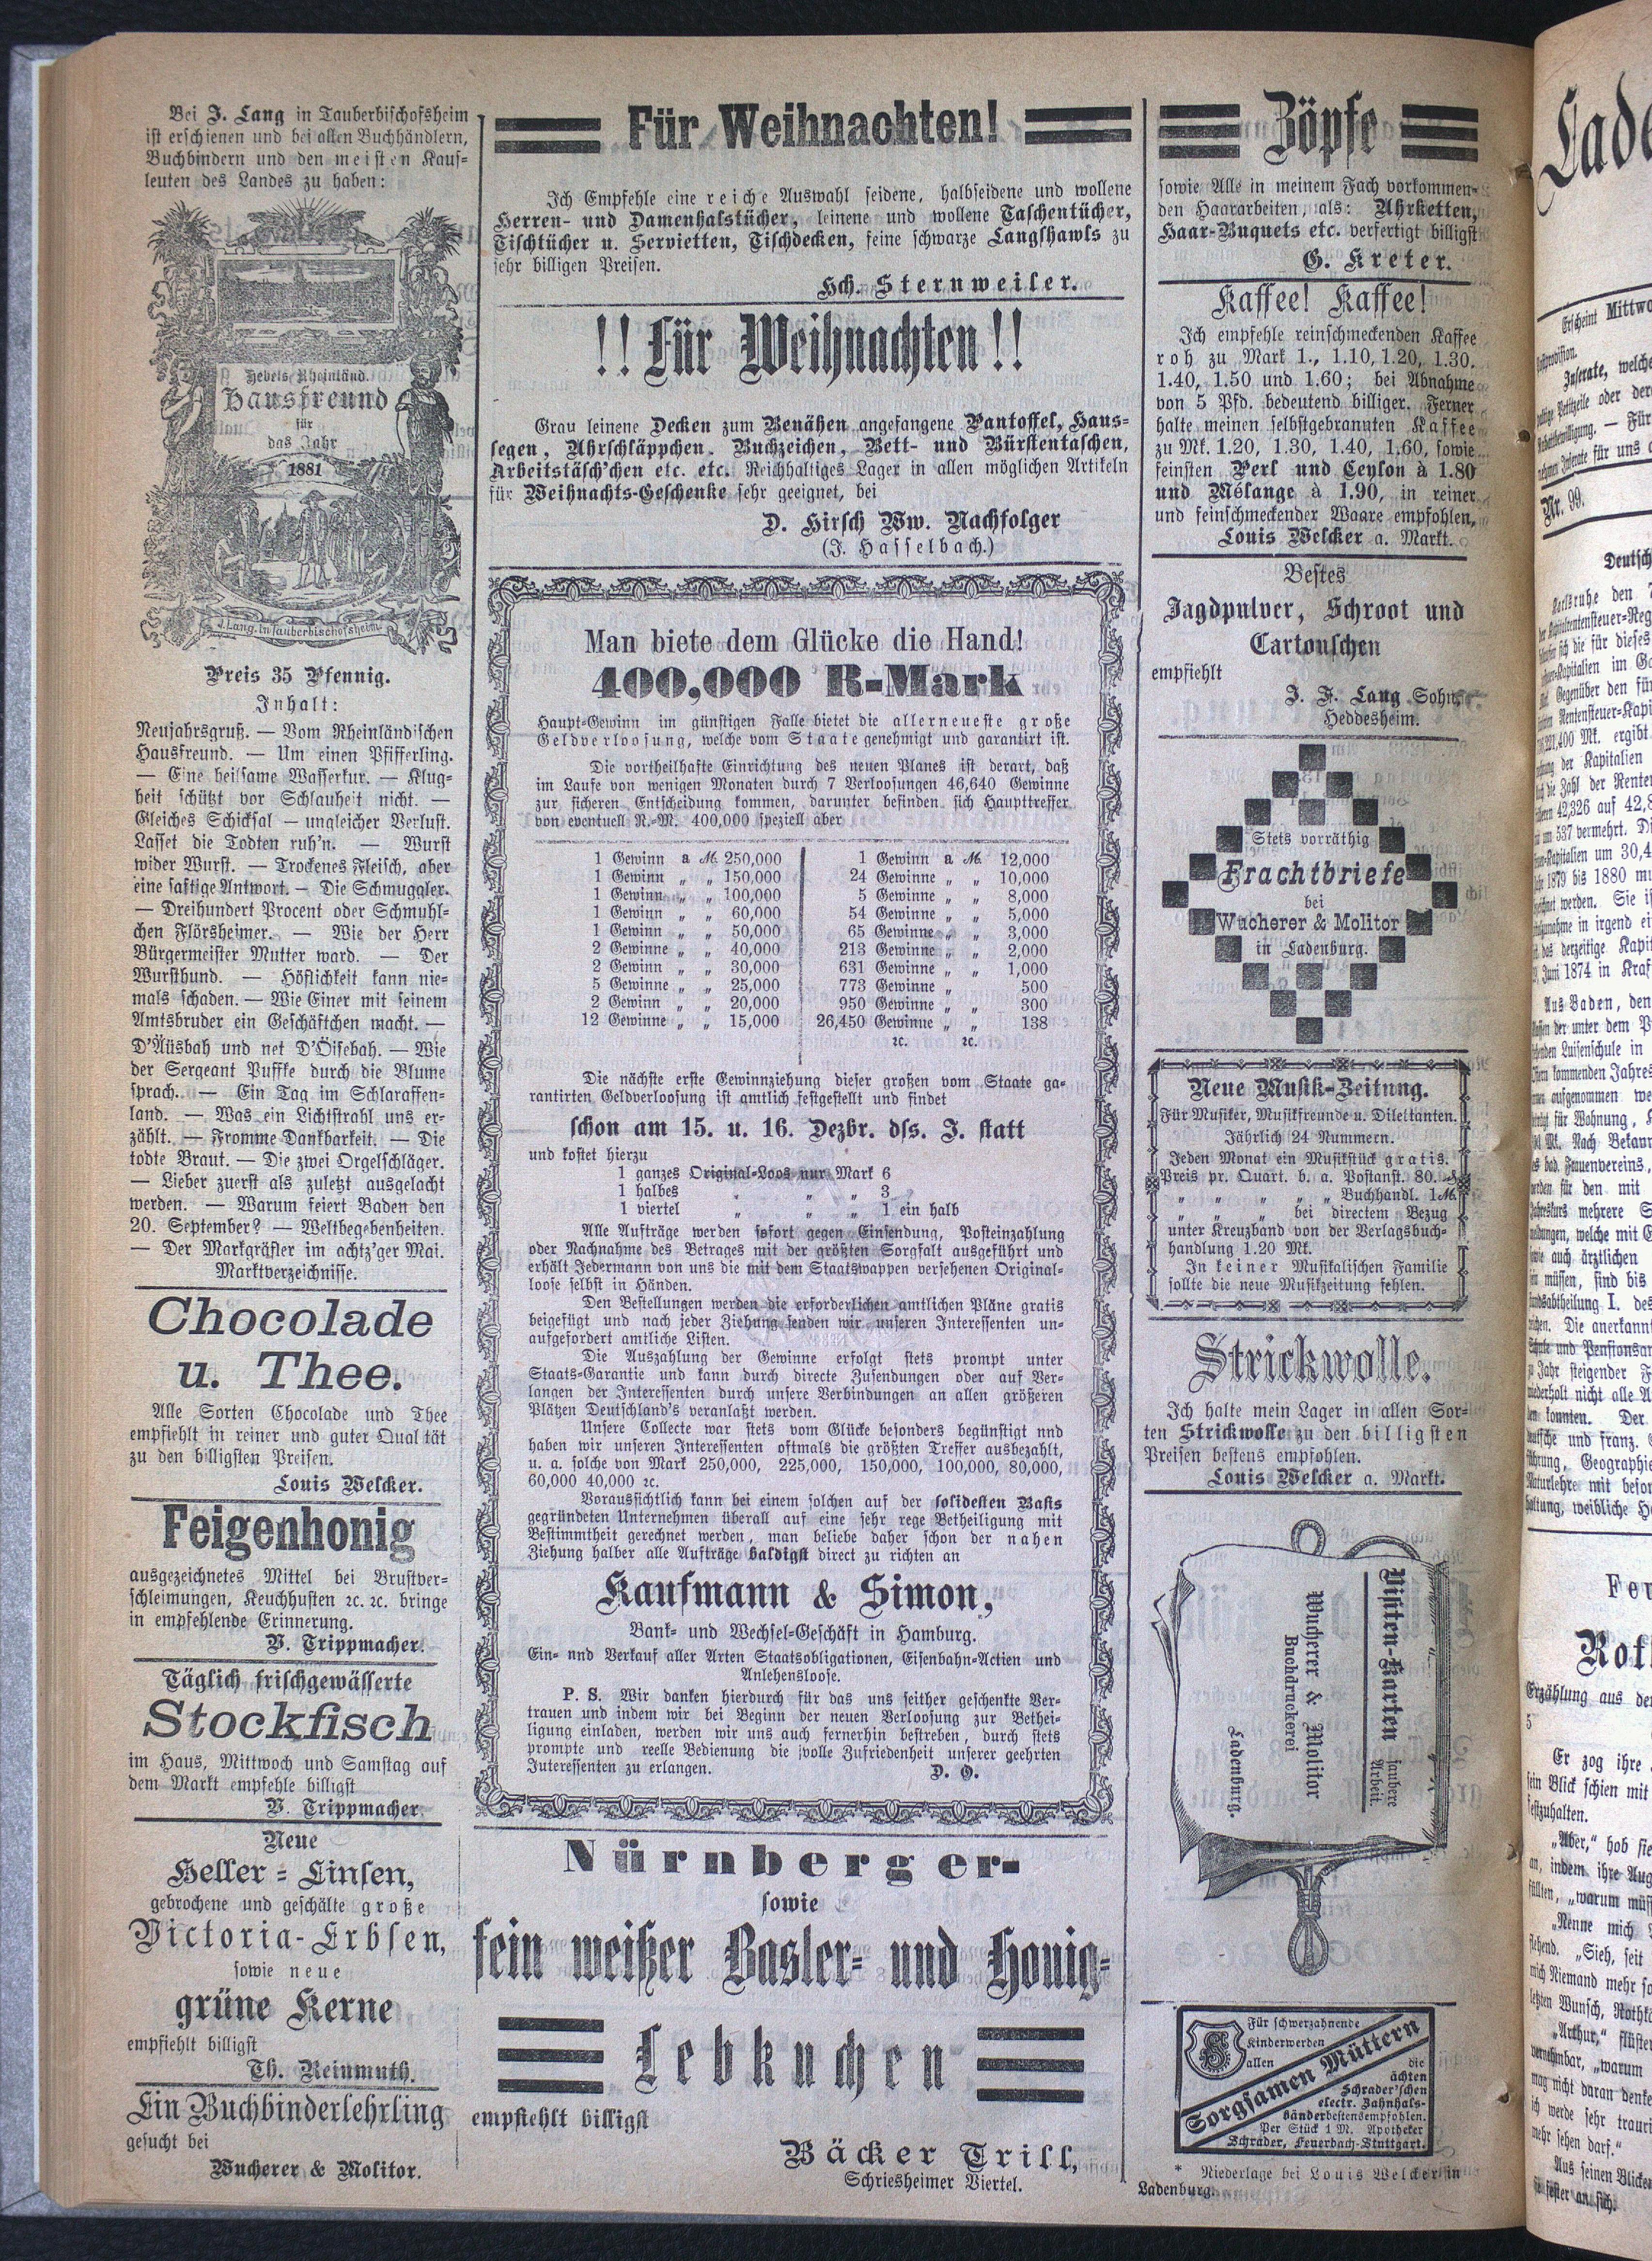 Bei J. Lang in Tauberbischofsheim
ist erschienen und bei allen Buchhändlern,
Buchbindern und den meisten Kauf-
leuten des Landes zu haben:
Hebels Rheinländ.
Hausfreund
für
das Jahr
1881
J. Lang. In Tauberbischofsheim
Preis 35 Pfennig.
Inhalt:
Neujahrsgruß. — Vom Rheinländischen
Hausfreund. — Um einen Pfifferling.
— Eine heilsame Wasserkur. — Klug-
heit schützt vor Schlauheit nicht. —
Gleiches Schicksal — ungleicher Verlust.
Lasset die Todten ruh'n. — Wurst
wider Wurst. — Trockenes Fleisch, aber
eine saftige Antwort. — Die Schmuggler.
— Dreihundert Procent oder Schmuhl-
chen Flörsheimer. — Wie der Herr
Bürgermeister Mutter ward. — Der
Wurstbund. — Höflichkeit kann nie-
mals schaden. — Wie Einer mit seinem
Amtsbruder ein Geschäftchen macht. —
D'Äüsbah und net D'Öisebah. — Wie
der Sergeant Puffke durch die Blume
sprach. — Ein Tag im Schlaraffen-
land. — Was ein Lichtstrahl uns er-
zählt. — Fromme Dankbarkeit. — Die
todte Braut. — Die zwei Orgelschläger.
— Lieber zuerst als zuletzt ausgelacht
werden. — Warum feiert Baden den
20. September? — Weltbegebenheiten.
— Der Markgräfler im achtz'ger Mai.
Marktverzeichnisse.
Chocolade
u. Thee.
Alle Sorten Chocolade und Thee
empfiehlt in reiner und guter Qual tät
zu den billigsten Preisen.
Louis Welcker.
Feigenhonig
ausgezeichnetes Mittel bei Brustver-
schleimungen, Keuchhusten ꝛc. ꝛc. bringe
in empfehlende Erinnerung.
V. Trippmacher.
Täglich frischgewässerte
Stockfisch
im Haus, Mittwoch und Samstag auf
dem Markt empfehle billigst
V. Trippmacher.
Neue
Heller-Linsen,
gebrochene und geschälte große
Victoria-Erbsen,
sowie neue
grüne Kerne
empfiehlt billigst
Th. Reinmuth.
Ein Buchbinderlehrling
gesucht bei
Wucherer & Molitor.
Für Weihnachten!
Ich Empfehle eine reiche Auswahl seidene, halbseidene und wollene
Herren- und Damenhalstücher, leinene und wollene Taschentücher,
Tischtücher u. Servietten, Tischdecken, feine schwarze Langshawls zu
sehr billigen Preisen.
Hch. Sternweiler.
!! Für Weihnachten !!
Grau leinene Decken zum Benähen angefangene Pantoffel, Haus-
segen, Uhrschläppchen, Buchzeichen, Bett- und Bürstentaschen,
Arbeitstäsch'chen etc. etc. Reichhaltiges Lager in allen möglichen Artikeln
für Weihnachts-Geschenke sehr geeignet, bei
D. Hirsch Ww. Nachfolger
(J. Hasselbach.)
Man biete dem Glücke die Hand!
400,000 R-Mark
Haupt-Gewinn im günstigen Falle bietet die allerneueste große
Geldverloosung, welche vom Staate genehmigt und garantirt ist.
Die vortheilhafte Einrichtung des neuen Planes ist derart, daß
im Laufe von wenigen Monaten durch 7 Verloosungen 46,640 Gewinne
zur sicheren Entscheidung kommen, darunter befinden sich Haupttreffer
von eventuell R.-M. 400,000 speziell aber
1 Gewinn a M. 250,000
1 Gewinn „ „ 150,000
1 Gewinn „ „ 100,000
1 Gewinn „ „ 60,000
1 Gewinn „ „ 50,000
2 Gewinne „ „ 40,000
2 Gewinn „ „ 30,000
5 Gewinne „ „ 25,000
2 Gewinn „ „ 20,000
12 Gewinne „ „ 15,000
1 Gewinn a M. 12,000
24 Gewinne „ „ 10,000
5 Gewinne „ „ 8,000
54 Gewinne „ „ 5,000
65 Gewinne „ „ 3,000
213 Gewinne „ „ 2,000
631 Gewinne „ „ 1,000
773 Gewinne „ „ 500
950 Gewinne „ „ 300
26,450 Gewinne „ „ 138
ꝛc. ꝛc.
Die nächste erste Gewinnziehung dieser großen vom Staate ga-
rantirten Geldverloosung ist amtlich festgestellt und findet
schon am 15. u. 16. Dezbr. dss. J. statt
und kostet hierzu
1 ganzes Original-Loos nur Mark 6
1 halbes „ „ „ 3
1 viertel „ „ „ 1 ein halb
Alle Aufträge werden sofort gegen Einsendung, Posteinzahlung
oder Nachnahme des Betrages mit der größten Sorgfalt ausgeführt und
erhält Jedermann von uns die mit dem Staatswappen versehenen Original-
loose selbst in Händen.
Den Bestellungen werden die erforderlichen amtlichen Pläne gratis
beigefügt und nach jeder Ziehung senden wir unseren Interessenten un-
aufgefordert amtliche Listen.
Die Auszahlung der Gewinne erfolgt stets prompt unter
Staats-Garantie und kann durch directe Zusendungen oder auf Ver-
langen der Interessenten durch unsere Verbindungen an allen größeren
Plätzen Deutschland's veranlaßt werden.
Unsere Collecte war stets vom Glücke besonders begünstigt nnd
haben wir unseren Interessenten oftmals die größten Treffer ausbezahlt,
u. a. solche von Mark 250,000, 225,000, 150,000, 100,000, 80,000,
60,000 40,000 ꝛc.
Voraussichtlich kann bei einem solchen auf der solidesten Basis
gegründeten Unternehmen überall auf eine sehr rege Betheiligung mit
Bestimmtheit gerechnet werden, man beliebe daher schon der nahen
Ziehung halber alle Aufträge baldigst direct zu richten an
Kaufmann & Simon,
Bank- und Wechsel-Geschäft in Hamburg.
Ein- nnd Verkauf aller Arten Staatsobligationen, Eisenbahn-Actien und
Anlehensloose.
P. S. Wir danken hierdurch für das uns seither geschenkte Ver-
trauen und indem wir bei Beginn der neuen Verloosung zur Bethei-
ligung einladen, werden wir uns auch fernerhin bestreben, durch stets
prompte und reelle Bedienung die volle Zufriedenheit unserer geehrten
Interessenten zu erlangen. D. O.
Nürnberger-
sowie
fein weißer Basler- und Honig-
Lebkuchen
empfiehlt billigst
Bäcker Trill,
Schriesheimer Viertel.
Zöpfe
sowie Alle in meinem Fach vorkommen-
den Haararbeiten, als: Uhrketten,
Haar-Buquets etc. verfertigt billigst
G. Kreter.
Kaffee! Kaffee!
Ich empfehle reinschmeckenden Kaffee
roh zu Mark 1., 1.10, 1.20, 1.30.
1.40, 1.50 und 1.60; bei Abnahme
von 5 Pfd. bedeutend billiger. Ferner
halte meinen selbstgebrannten Kaffee
zu Mk. 1.20, 1.30, 1.40, 1.60, sowie
feinsten Perl und Ceylon à 1.80
und Mélange à 1.90, in reiner
und feinschmeckender Waare empfohlen,
Louis Welcker a. Markt.
Bestes
Jagdpulver, Schroot und
Cartouschen
empfiehlt
J. F. Lang Sohn,
Heddesheim.
Stets vorräthig
Frachtbriefe
bei
Wucherer & Molitor
in Ladenburg.
Neue Musik-Zeitung.
Für Musiker, Musikfreunde u. Dilettanten.
Jährlich 24 Nummern.
Jeden Monat ein Musikstück gratis.
Preis pr. Quart. b. a. Postanst. 80.
„ „ „ „ „ Buchhandl. 1 M.
„ „ „ bei directem Bezug
unter Kreuzband von der Verlagsbuch-
handlung 1.20 Mk.
In keiner Musikalischen Familie
sollte die neue Musikzeitung fehlen.
Strickwolle.
Ich halte mein Lager in allen Sor-
ten Strickwolle zu den billigsten
Preisen bestens empfohlen.
Louis Welcker a. Markt.
Visiten-Karten
saubere
Arbeit.
Wucherer & Molitor
Buchdruckerei
Ladenburg.
Für schwerzahnende
Kinder werden
allen
Sorgsamen Müttern
die
ächten
Schrader'schen
electr. Zahnhals-
bänder bestens empfohlen.
Per Stück 1 M. Apotheker
Schrader, Feuerbach-Stuttgart.
* Niederlage bei Louis Welcker in
Ladenburg.
Erscheint Mittwo
Nr. 99.